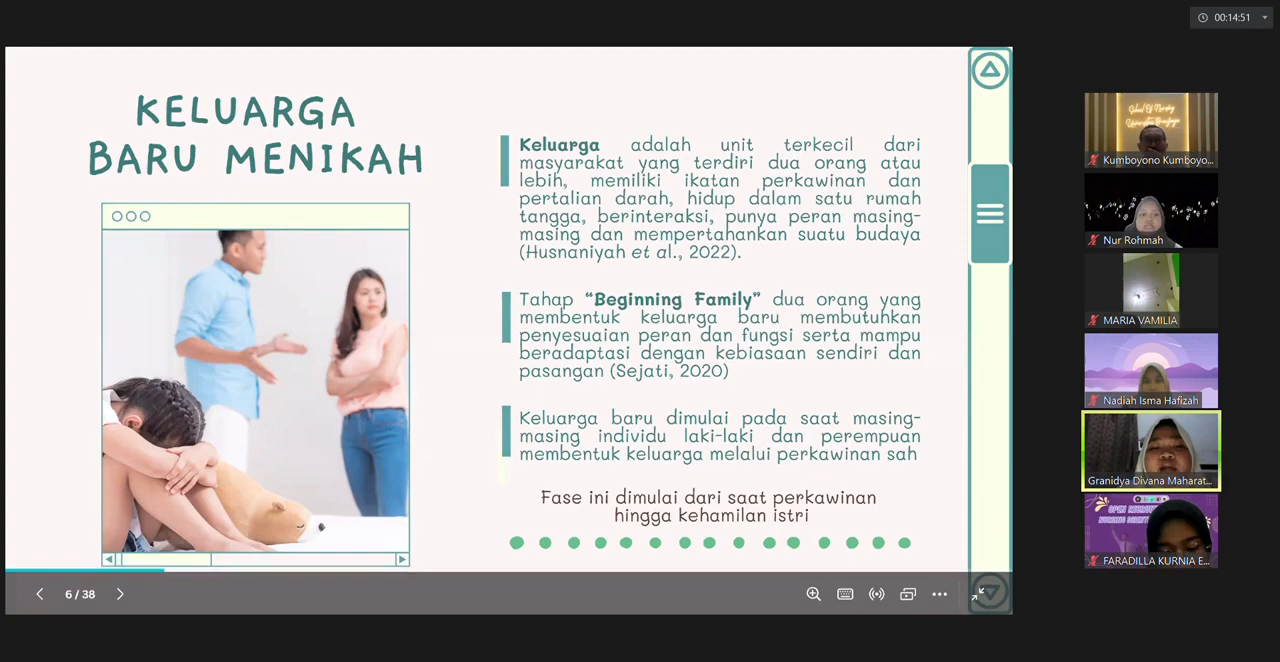 00:14:51
KELUARGA
BARU MENIKAH
Keluarga adalah unit terkecil dari
masyarakat yang terdiri dua orang atau
lebih, memiliki ikatan perkawinan dan
pertalian darah, hidup dalam satu rumah
tangga, berinteraksi, punya peran masing-
masing dan mempertahankan suatu budaya
(Husnaniyah et al., 2022).
Tahap “Beginning Family” dua orang yang
membentuk keluarga baru membutuhkan
penyesuaian peran dan fungsi serta mampu
beradaptasi dengan kebiasaan sendiri dan
pasangan (Sejati, 2020)
Keluarga baru dimulai pada saat masing-
masing individu laki-laki dan perempuan
membentuk keluarga melalui perkawinan sah
Fase ini dimulai dari saat perkawinan
hingga kehamilan istri
6 / 38
School Of Nursing
Kumboyono Kumboyo...
Nur Rohmah
MARIA VAMILIA
Nadiah Isma Hafizah
Granidya Divana Maharat...
OPEN
FARADILLA KURNIA E...